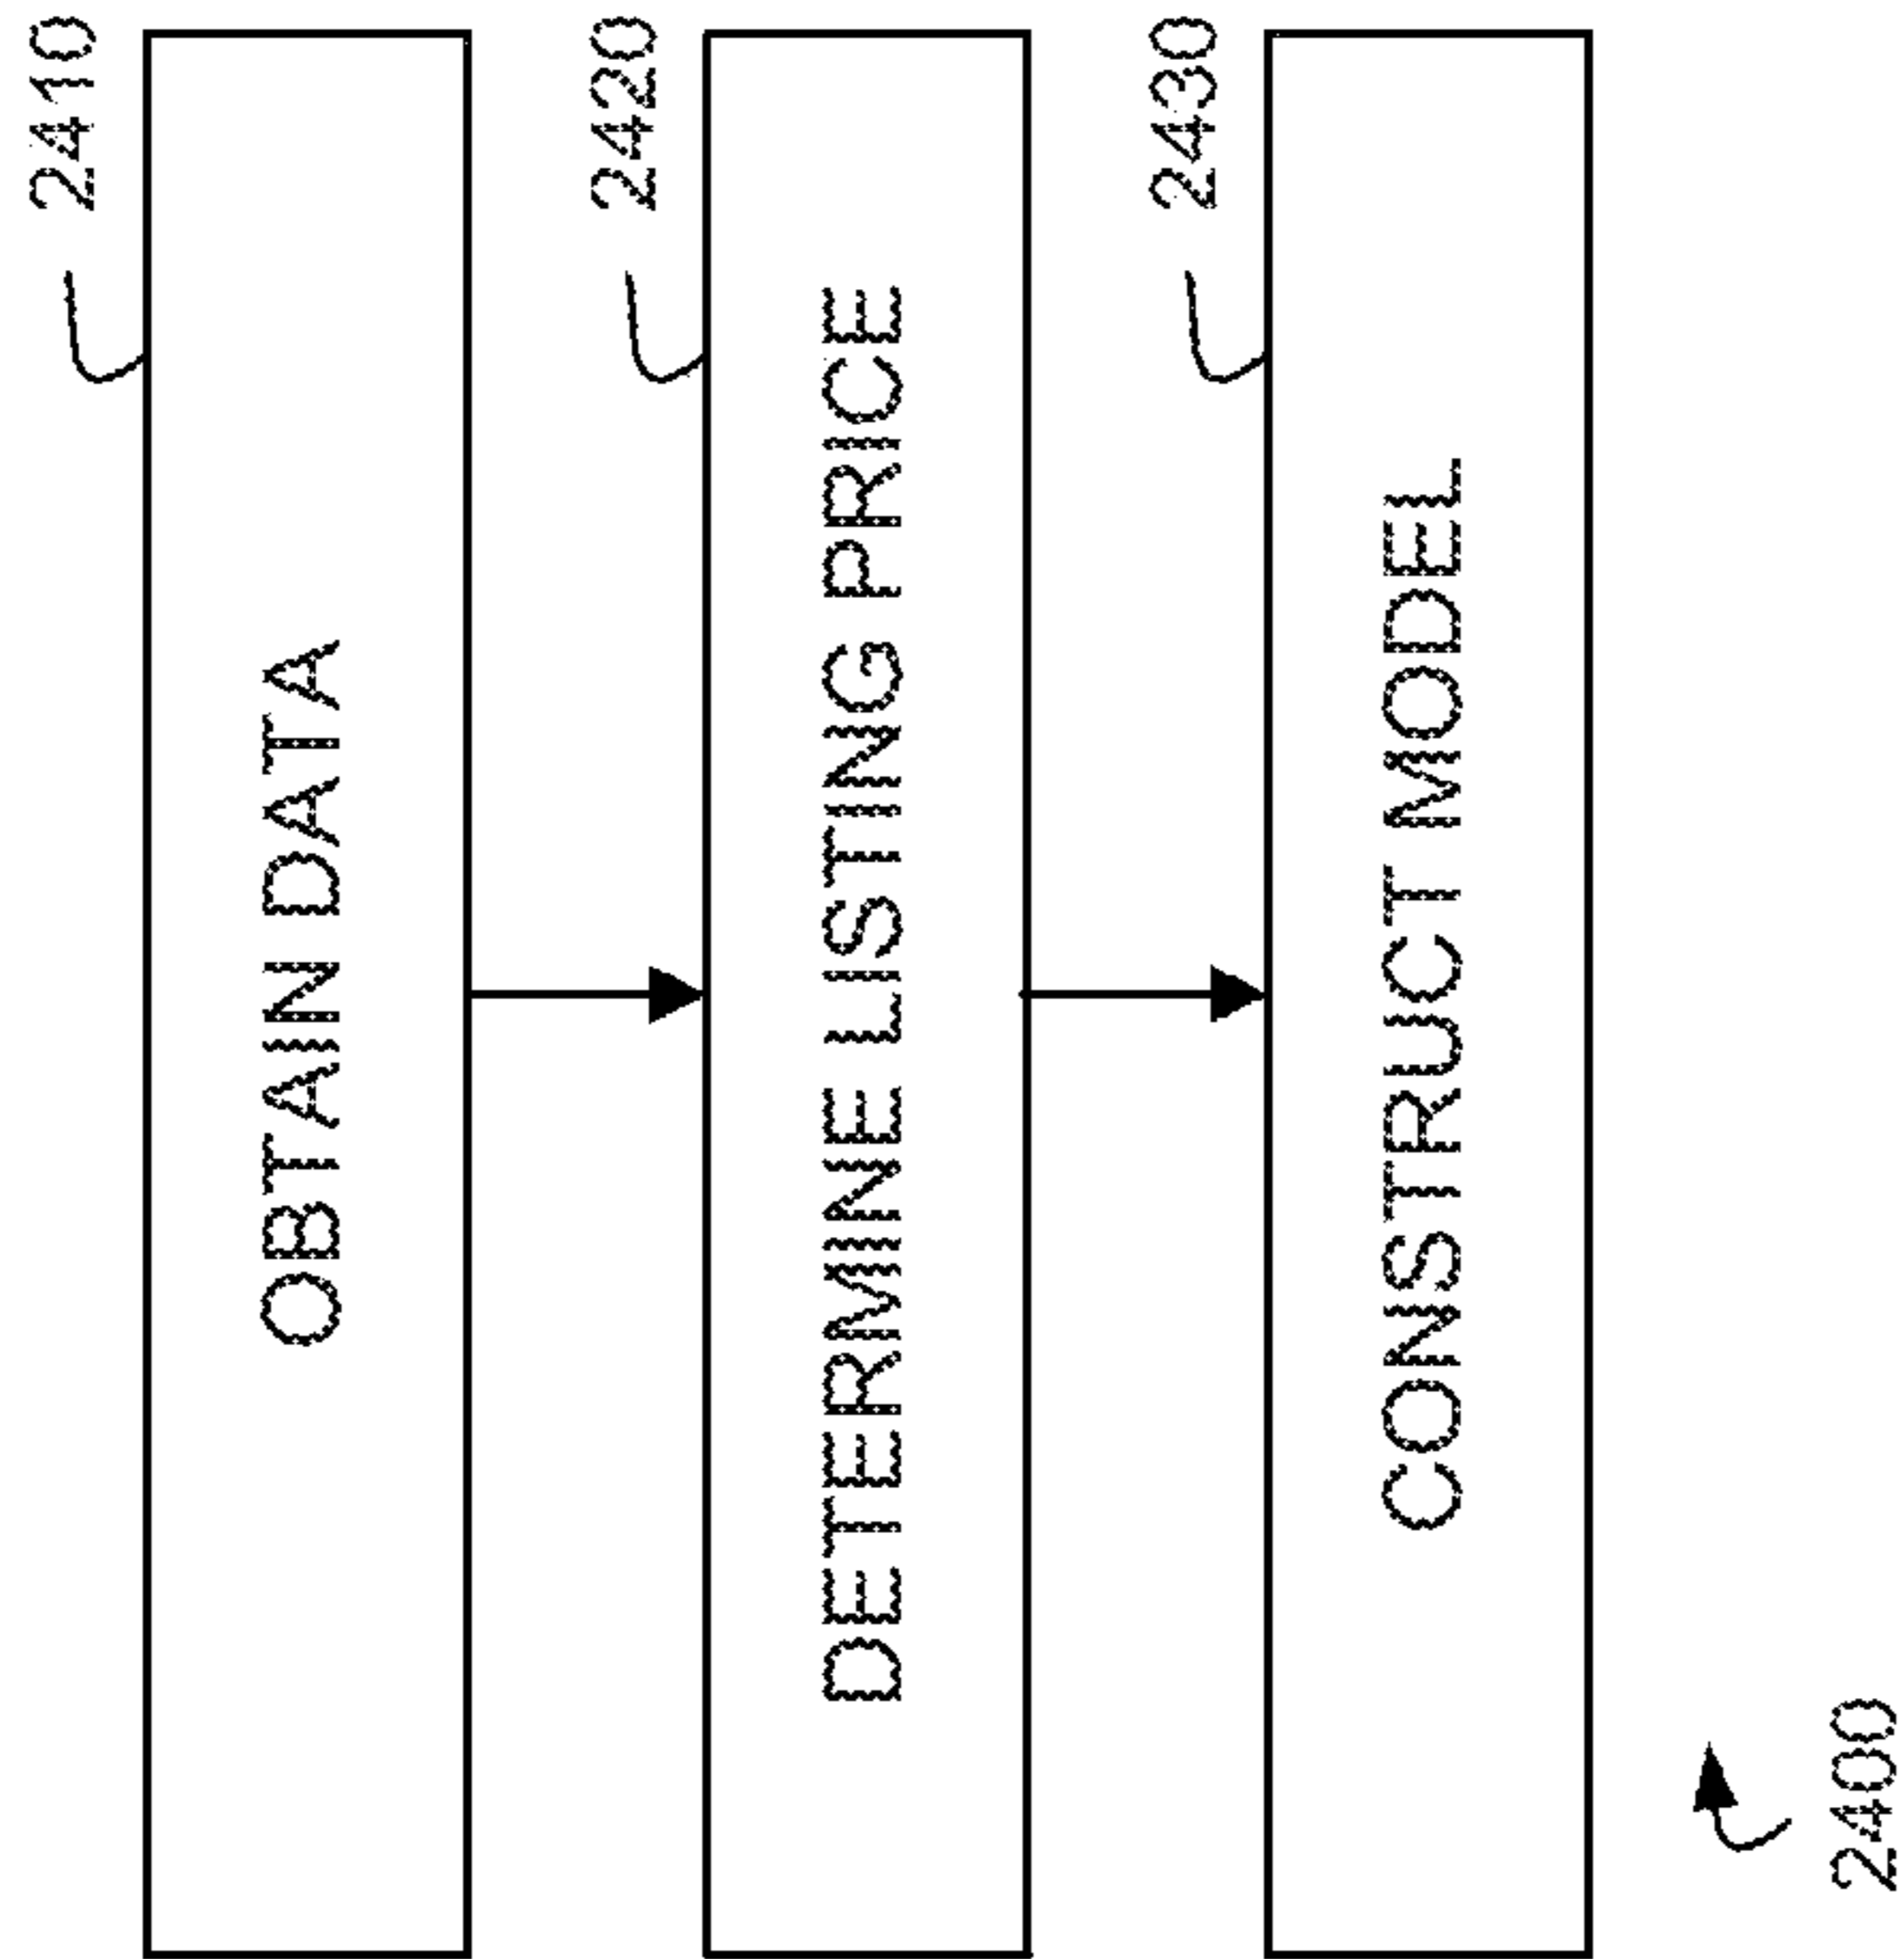 2410
OBTAIN DATA
2420
DETERMINE LISTING PRICE
2430
CONSTRUCT MODEL
2400